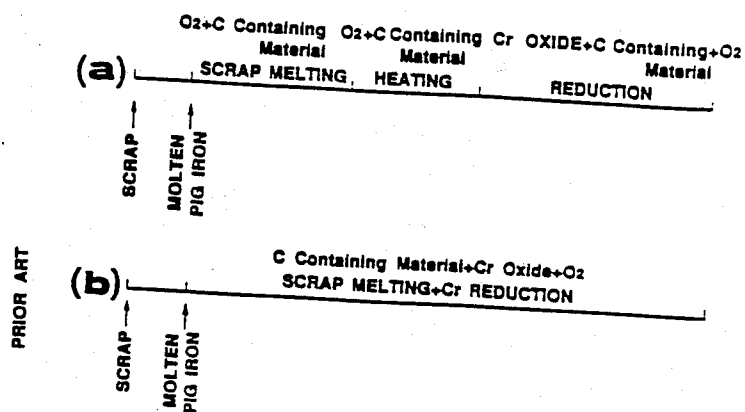 O2+C Containing Material
O2+C Containing Material
Cr OXIDE+C Containing+O2 Material
(a)
SCRAP MELTING
HEATING
REDUCTION
SCRAP
MOLTEN
PIG IRON
PRIOR ART
C Containing Material+Cr Oxide+O2
(b)
SCRAP MELTING+Cr REDUCTION
SCRAP
MOLTEN
PIG IRON